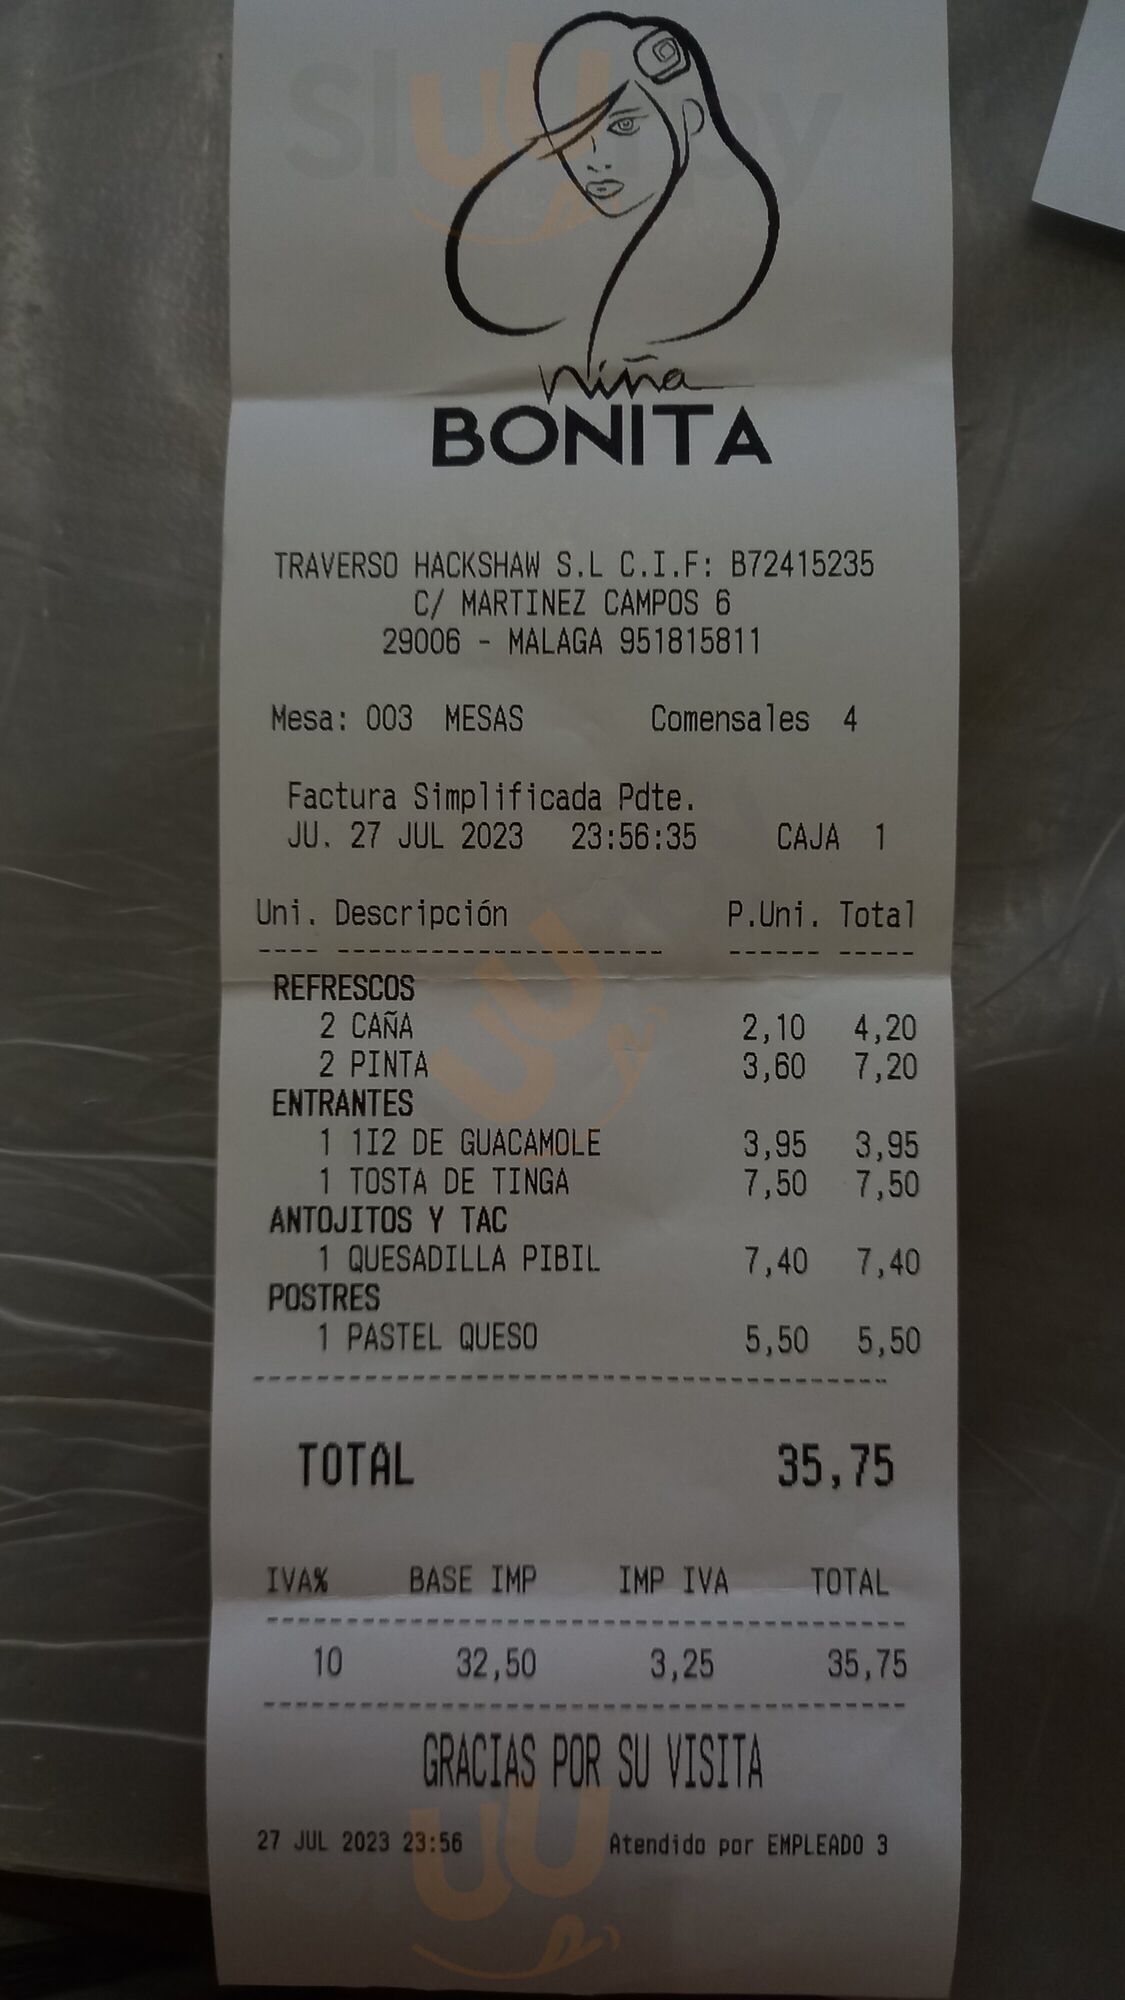 Niña
BONITA
TRAVERSO HACKSHAW S.L C.I.F: B72415235
C/ MARTINEZ CAMPOS 6
29006 - MALAGA 951815811
Mesa: 003 MESAS Comensales 4
Factura Simplificada Pdte.
JU. 27 JUL 2023 23:56:35 CAJA 1
Uni. Descripción P.Uni. Total
REFRESCOS
2 CAÑA 2,10 4,20
2 PINTA 3,60 7,20
ENTRANTES
1 1I2 DE GUACAMOLE 3,95 3,95
1 TOSTA DE TINGA 7,50 7,50
ANTOJITOS Y TAC
1 QUESADILLA PIBIL 7,40 7,40
POSTRES
1 PASTEL QUESO 5,50 5,50
TOTAL 35,75
IVA% BASE IMP IMP IVA TOTAL
10 32,50 3,25 35,75
GRACIAS POR SU VISITA
27 JUL 2023 23:56 Atendido por EMPLEADO 3